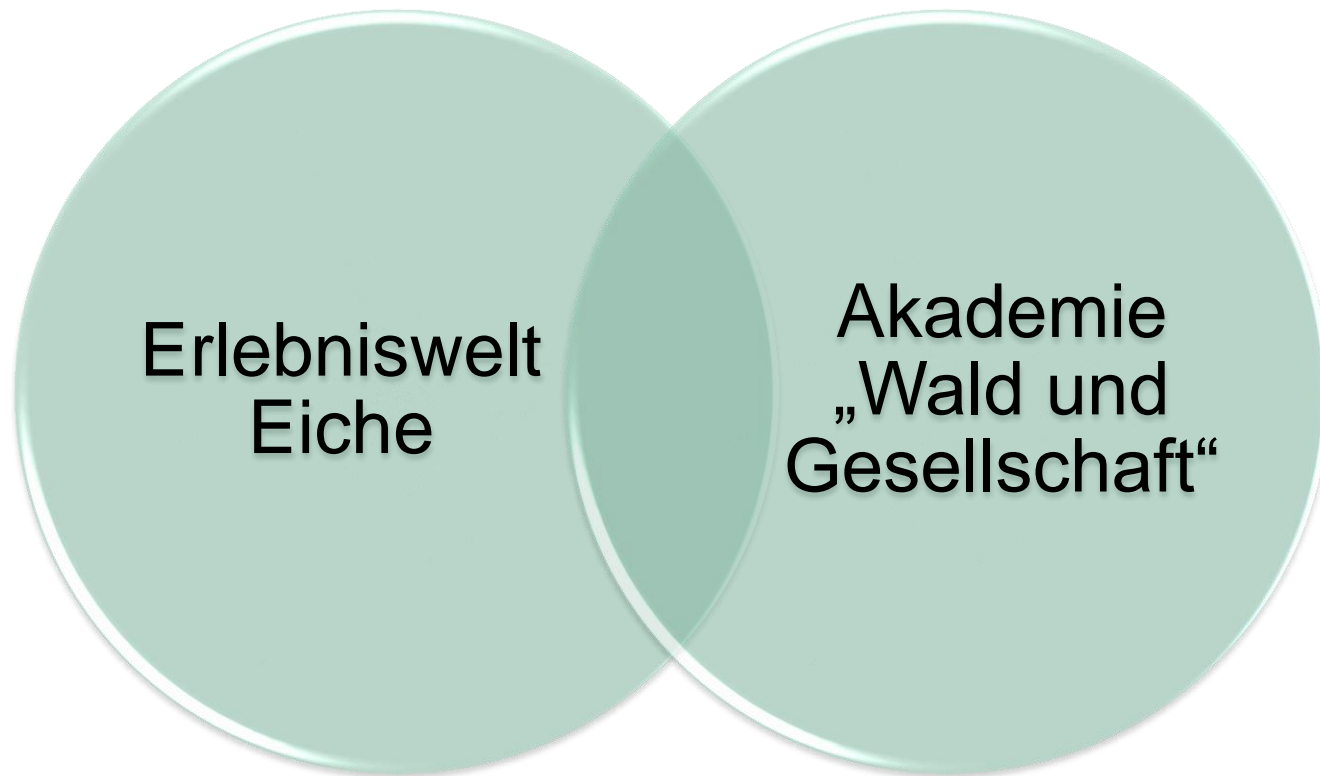 Erlebniswelt
Eiche
Akademie
„Wald und
Gesellschaft“